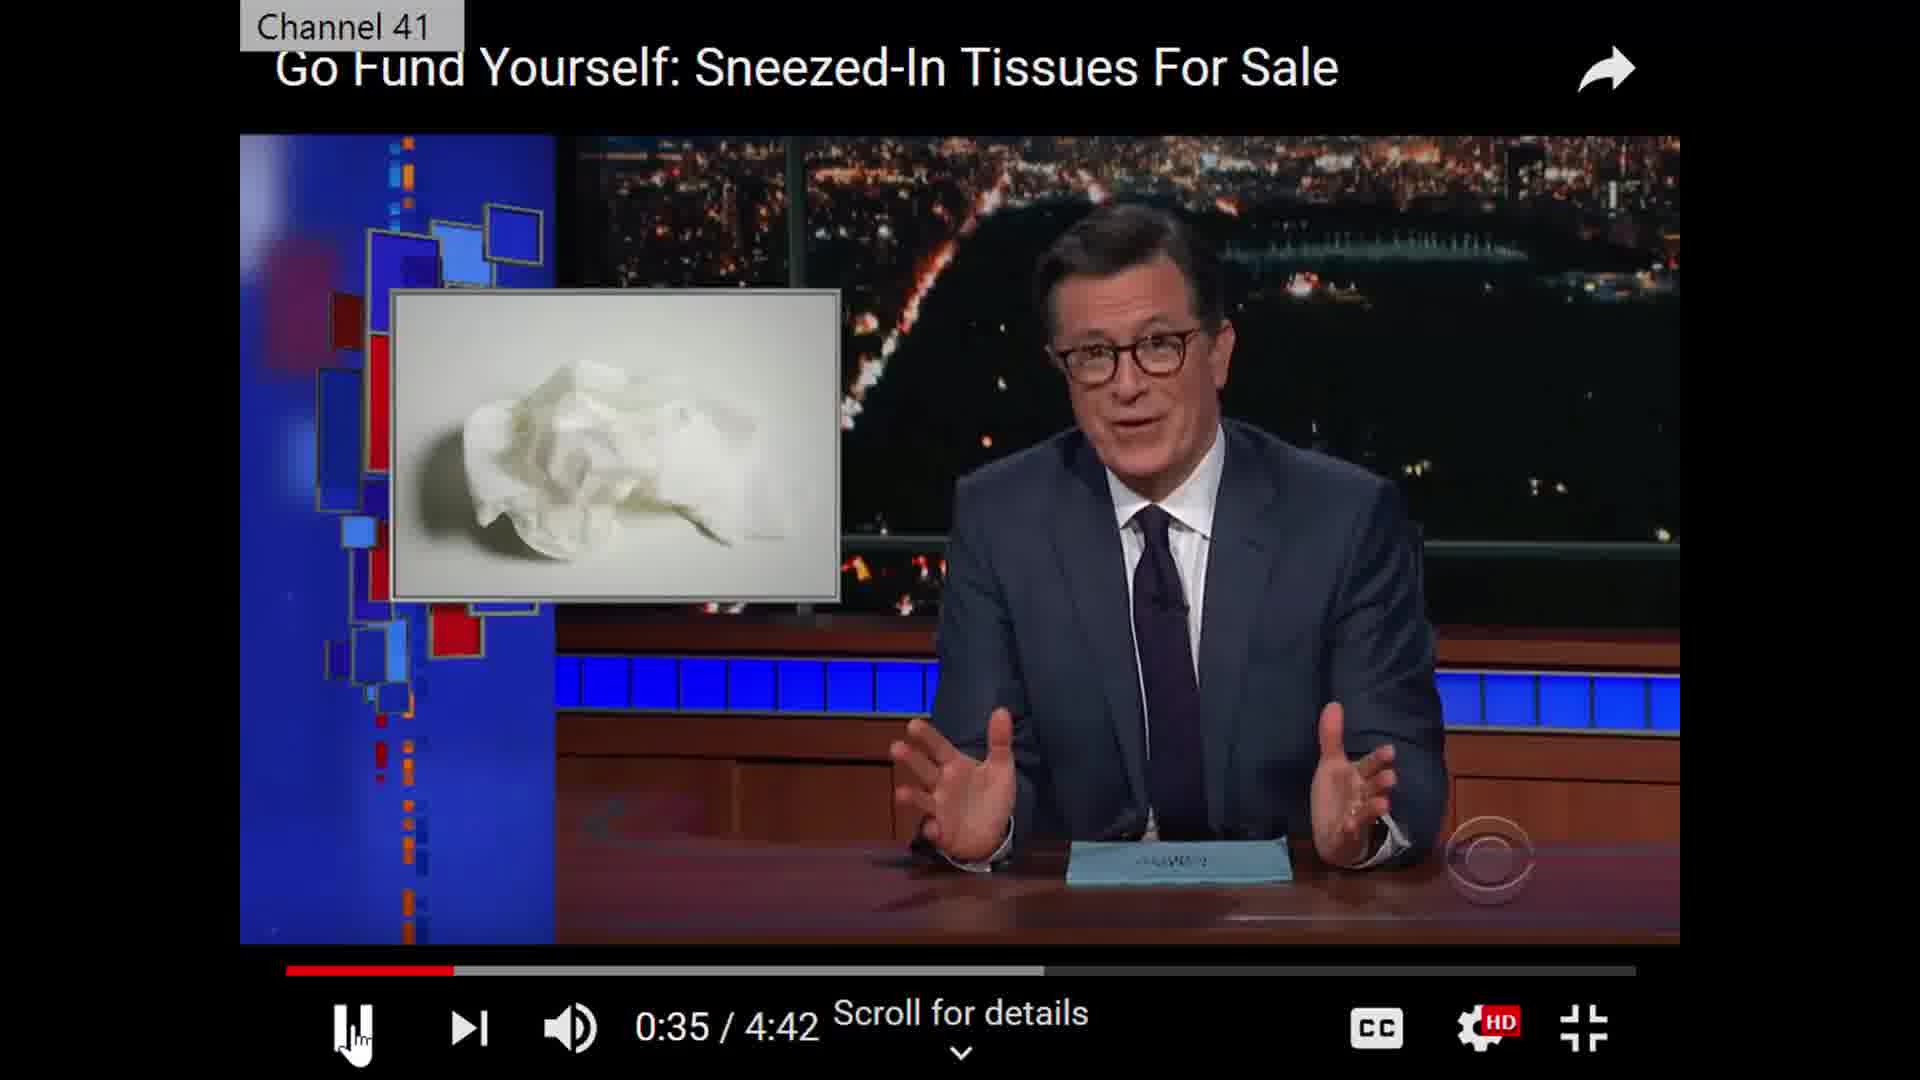 Channel 41
Go Fund Yourself: Sneezed-In Tissues For Sale
0:35 / 4:42
Scroll for details
CC
HD